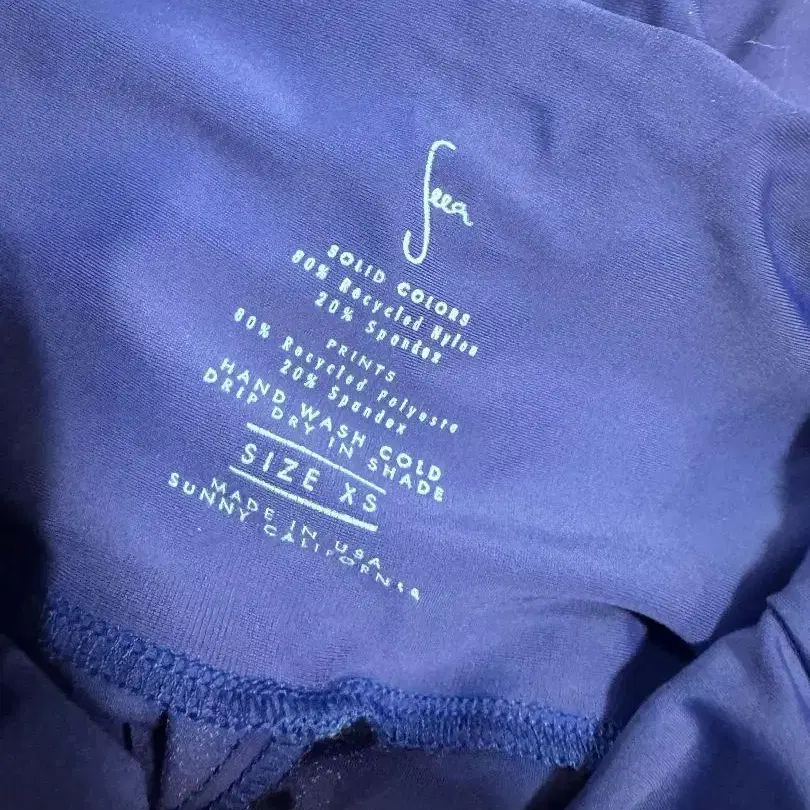 Seea
SOLID COLORS
80% Recycled Nylon
20% Spandex
PRINTS
80% Recycled Polyeste
20% Spandex
HAND WASH COLD
DRIP DRY IN SHADE
SIZE XS
MADE IN USA
SUNNY CALIFORNIA